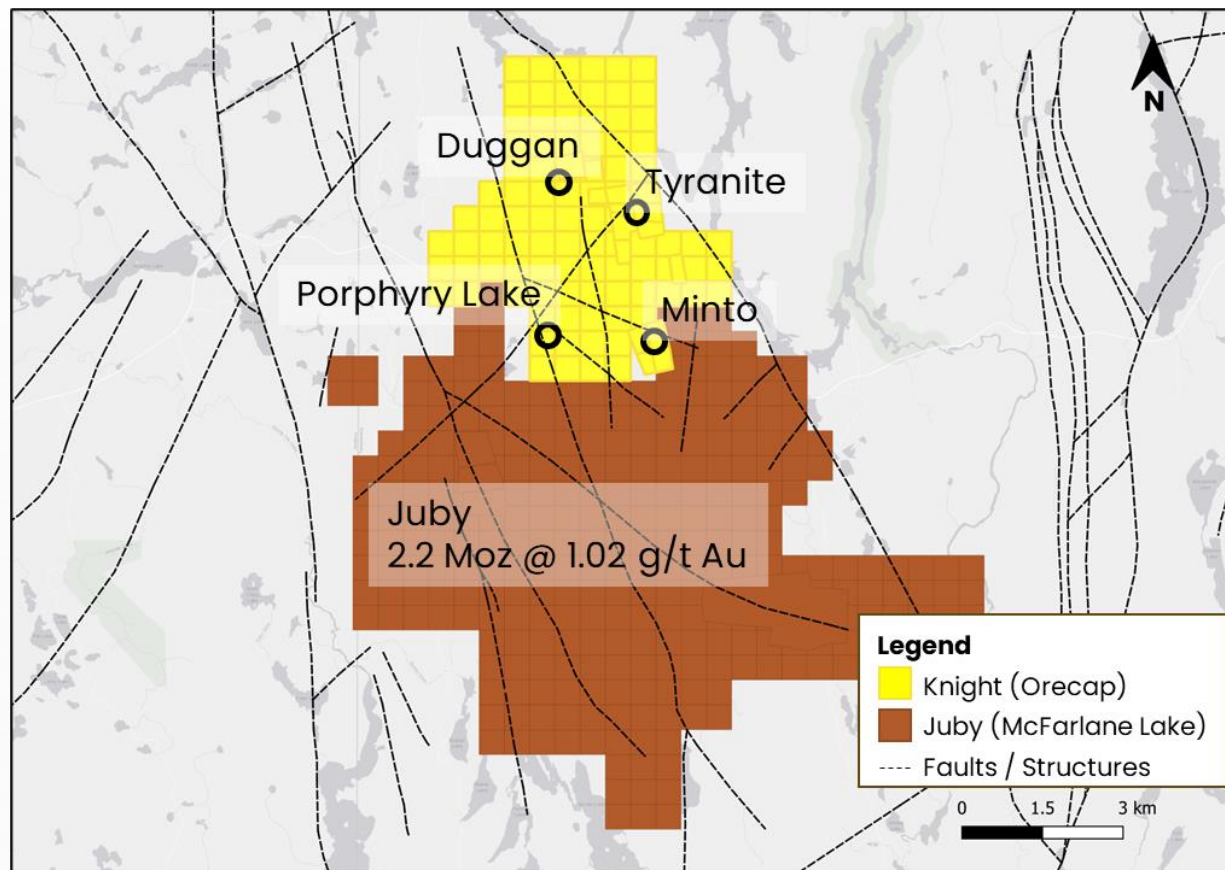 N
Duggan
Tyranite
Porphyry Lake
Minto
Juby
2.2 Moz @ 1.02 g/t Au
Legend
Knight (Orecap)
Juby (McFarlane Lake)
Faults / Structures
0 1.5 3 km